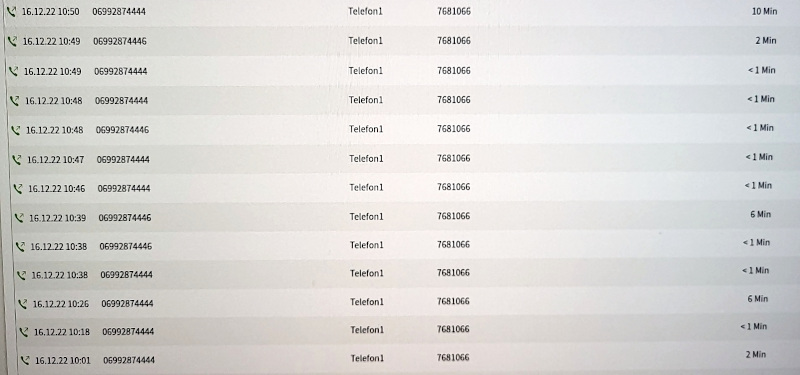 16.12.22 10:50 06992874444 Telefon1 7681066 10 Min
16.12.22 10:49 06992874446 Telefon1 7681066 2 Min
16.12.22 10:49 06992874444 Telefon1 7681066 <1 Min
16.12.22 10:48 06992874444 Telefon1 7681066 <1 Min
16.12.22 10:48 06992874446 Telefon1 7681066 <1 Min
16.12.22 10:47 06992874444 Telefon1 7681066 <1 Min
16.12.22 10:46 06992874444 Telefon1 7681066 <1 Min
16.12.22 10:39 06992874446 Telefon1 7681066 6 Min
16.12.22 10:38 06992874446 Telefon1 7681066 <1 Min
16.12.22 10:38 06992874444 Telefon1 7681066 <1 Min
16.12.22 10:26 06992874444 Telefon1 7681066 6 Min
16.12.22 10:18 06992874444 Telefon1 7681066 <1 Min
16.12.22 10:01 06992874444 Telefon1 7681066 2 Min